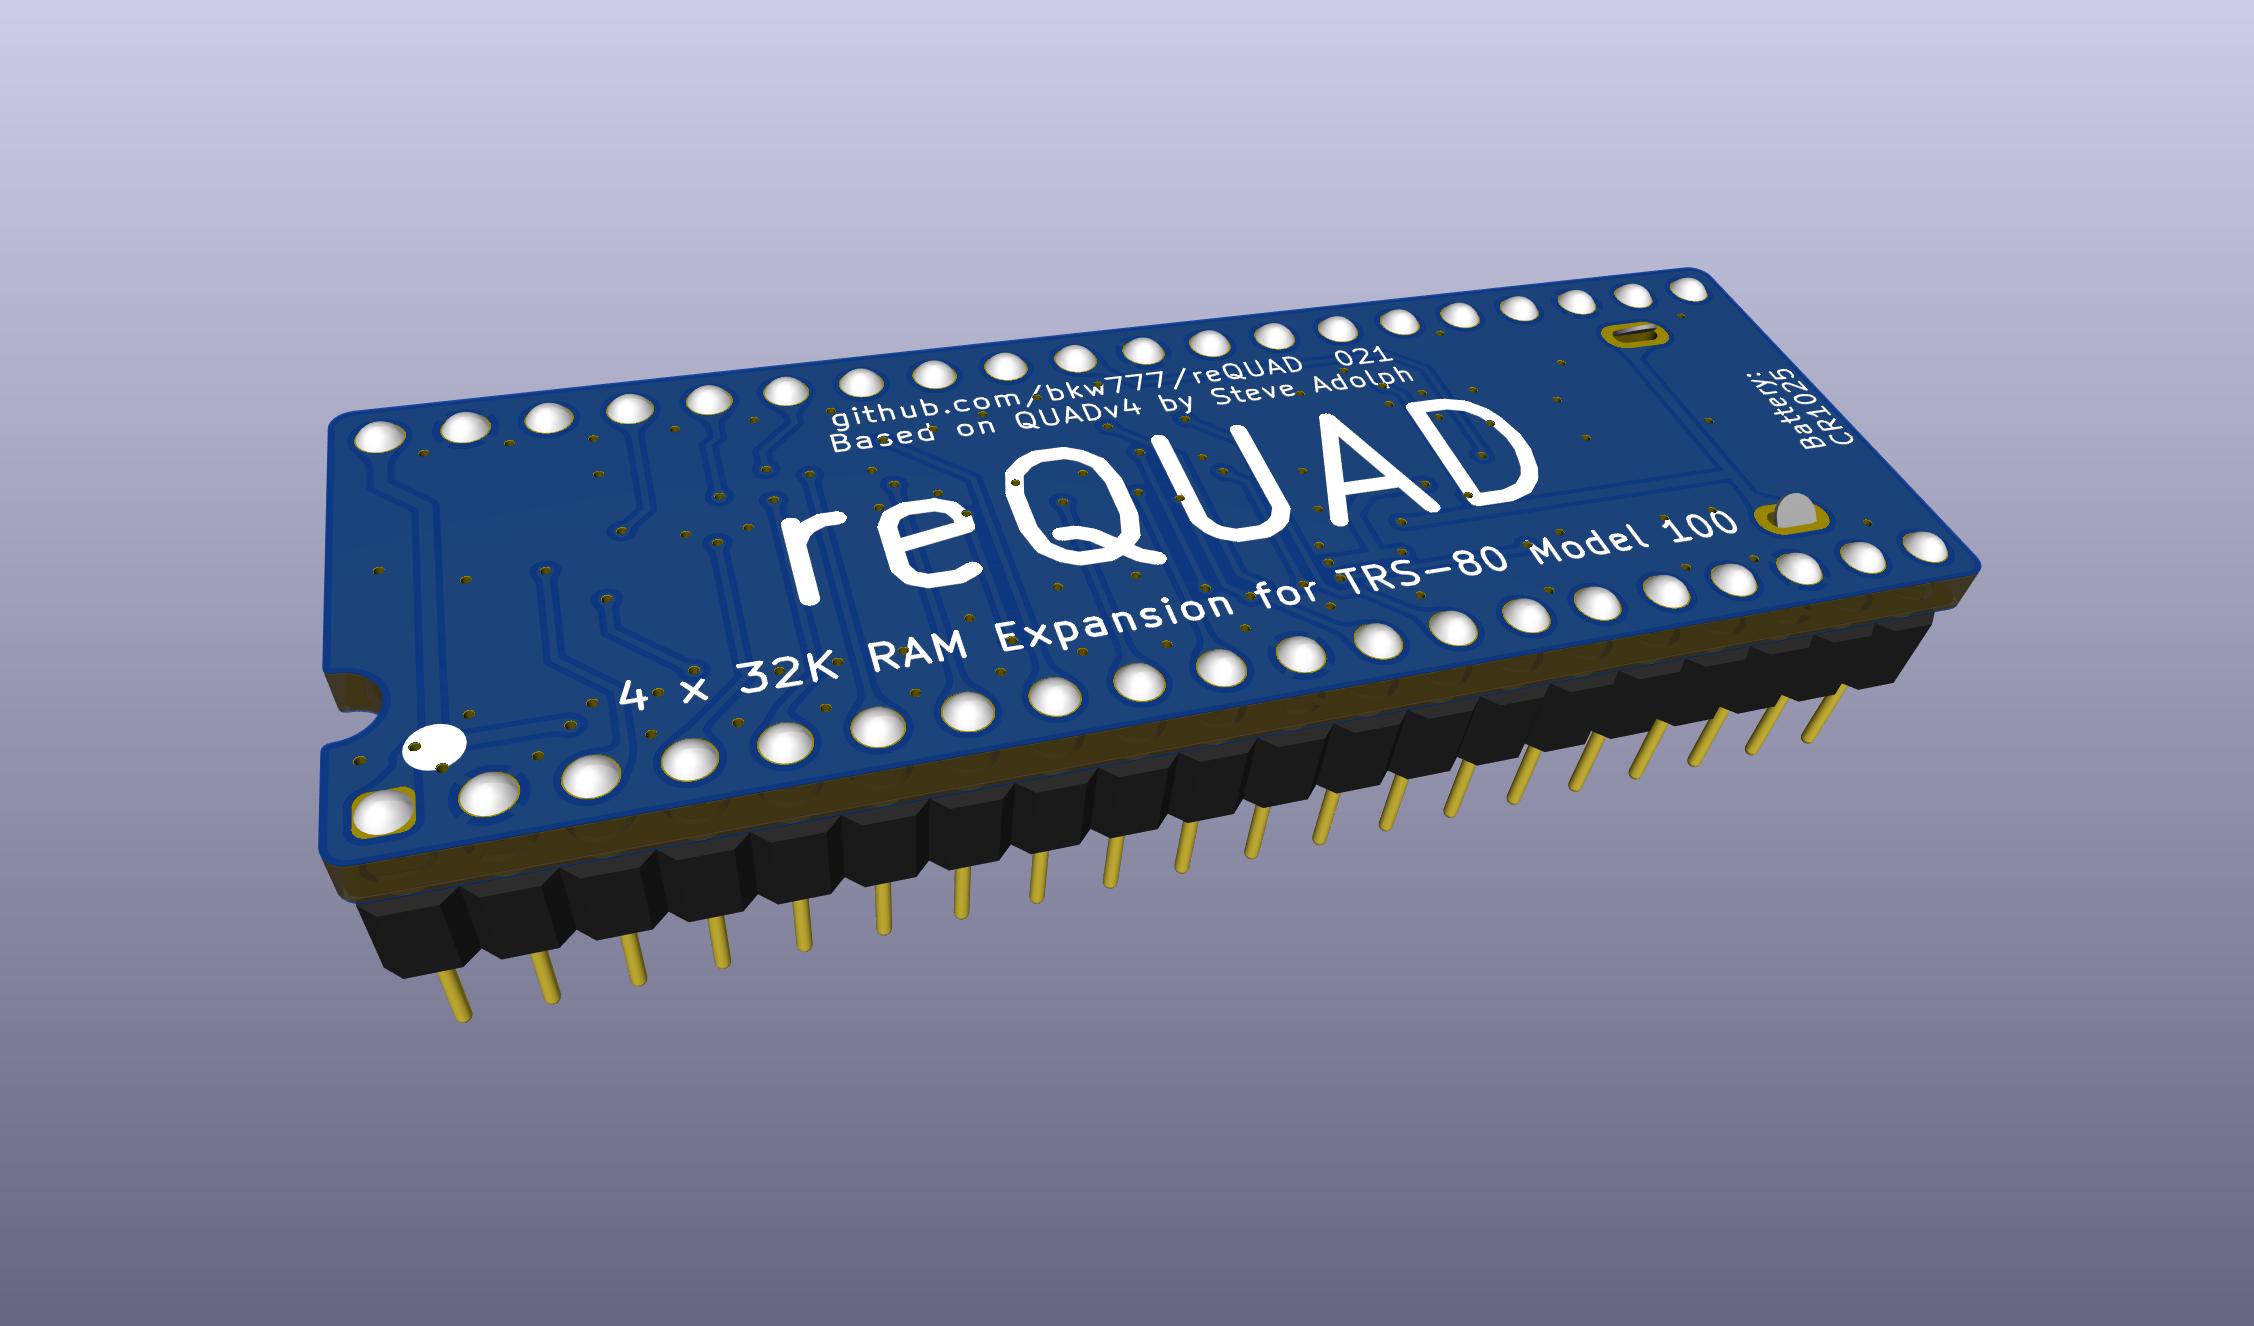 github.com/bkw777/reQUAD 021
Based on QUADv4 by Steve Adolph
reQUAD
4 x 32K RAM Expansion for TRS-80 Model 100
Battery:
CR1025